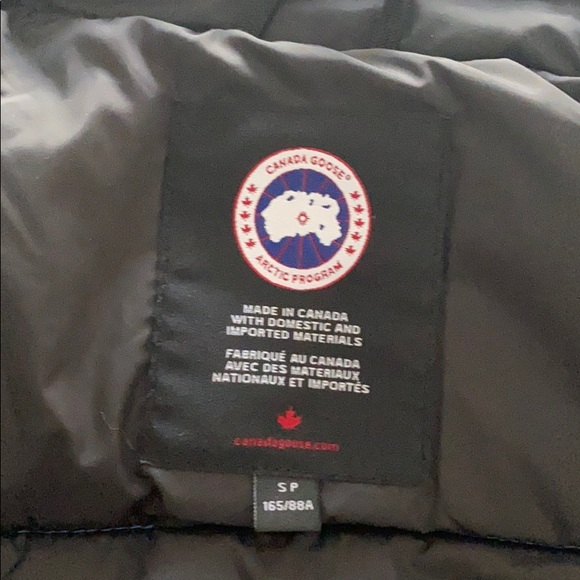 CANADA GOOSE®
ARCTIC PROGRAM
MADE IN CANADA
WITH DOMESTIC AND
IMPORTED MATERIALS
FABRIQUÉ AU CANADA
AVEC DES MATERIAUX
NATIONAUX ET IMPORTÉS
canadagoose.com
S P
165/88A